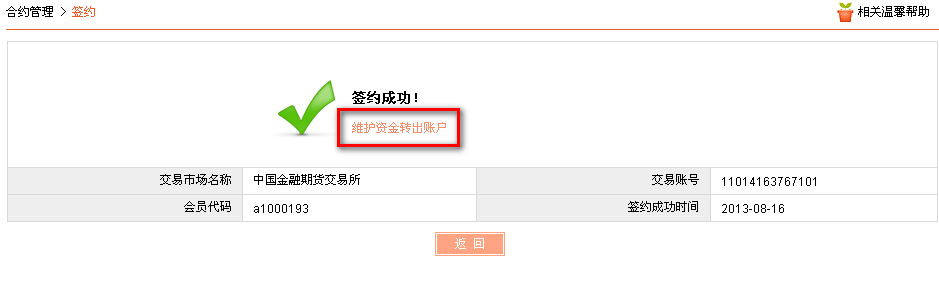 合约管理 > 签约
相关温馨帮助
签约成功！
维护资金转出账户
交易市场名称 中国金融期货交易所 交易账号 11014163767101
会员代码 a1000193 签约成功时间 2013-08-16
返 回